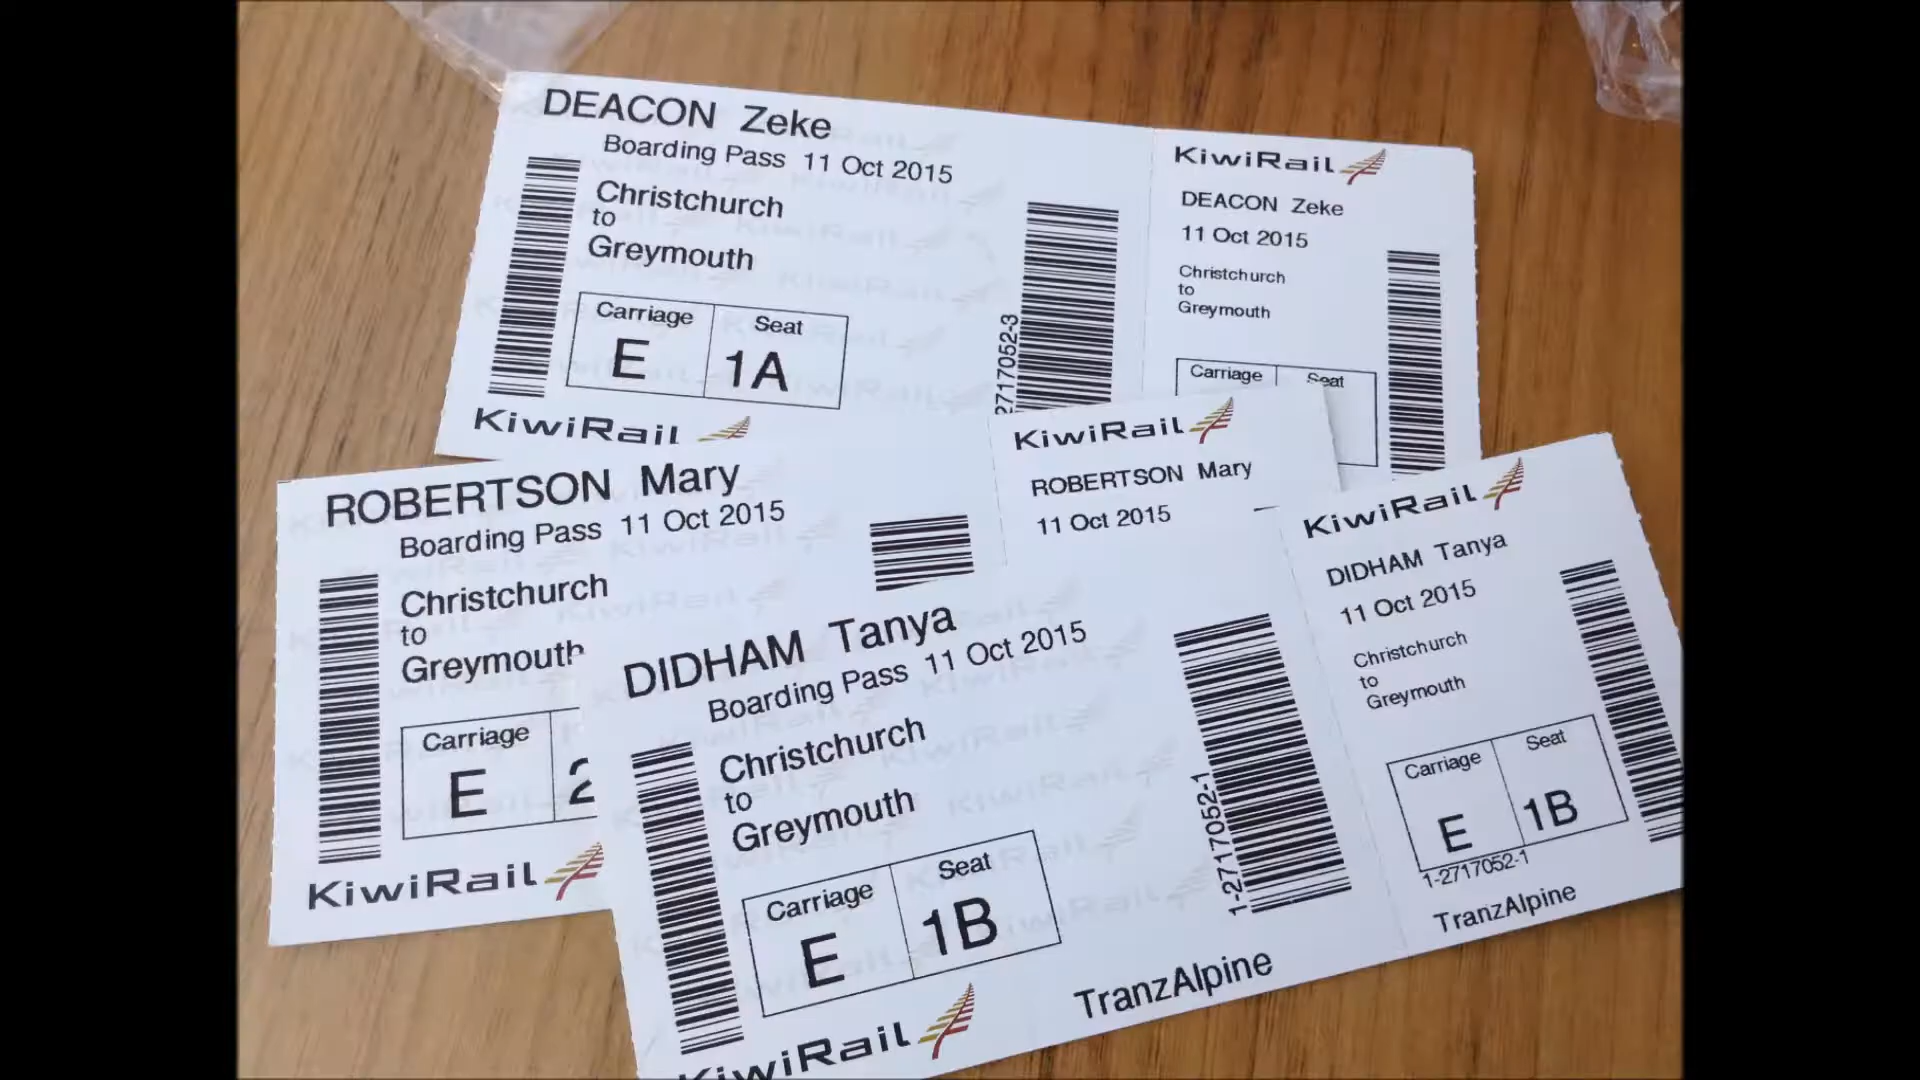 DEACON Zeke
Boarding Pass 11 Oct 2015
Christchurch
to
Greymouth
Carriage Seat
E 1A
KiwiRail
2717052-3
KiwiRail
DEACON Zeke
11 Oct 2015
Christchurch
to
Greymouth
Carriage Seat
ROBERTSON Mary
Boarding Pass 11 Oct 2015
Christchurch
to
Greymouth
Carriage
E 2
KiwiRail
KiwiRail
ROBERTSON Mary
11 Oct 2015
DIDHAM Tanya
Boarding Pass 11 Oct 2015
Christchurch
to
Greymouth
Carriage Seat
E 1B
KiwiRail
1-2717052-1
TranzAlpine
KiwiRail
DIDHAM Tanya
11 Oct 2015
Christchurch
to
Greymouth
Carriage Seat
E 1B
1-2717052-1
TranzAlpine